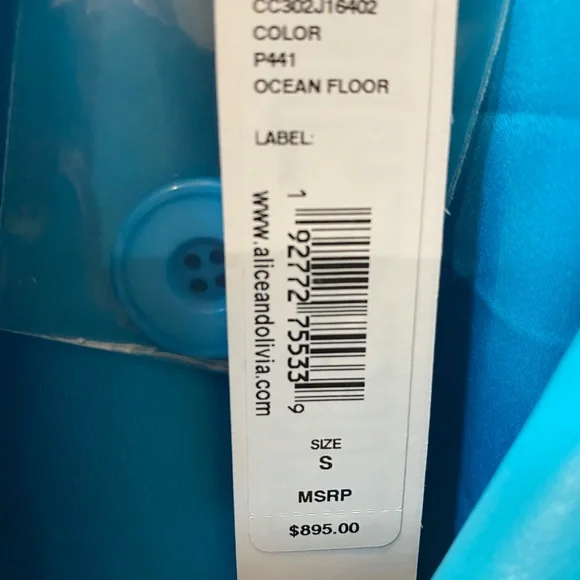 CC302J16402
COLOR
P441
OCEAN FLOOR
LABEL:
www.aliceandolivia.com
1 92772 75533 9
SIZE
S
MSRP
$895.00